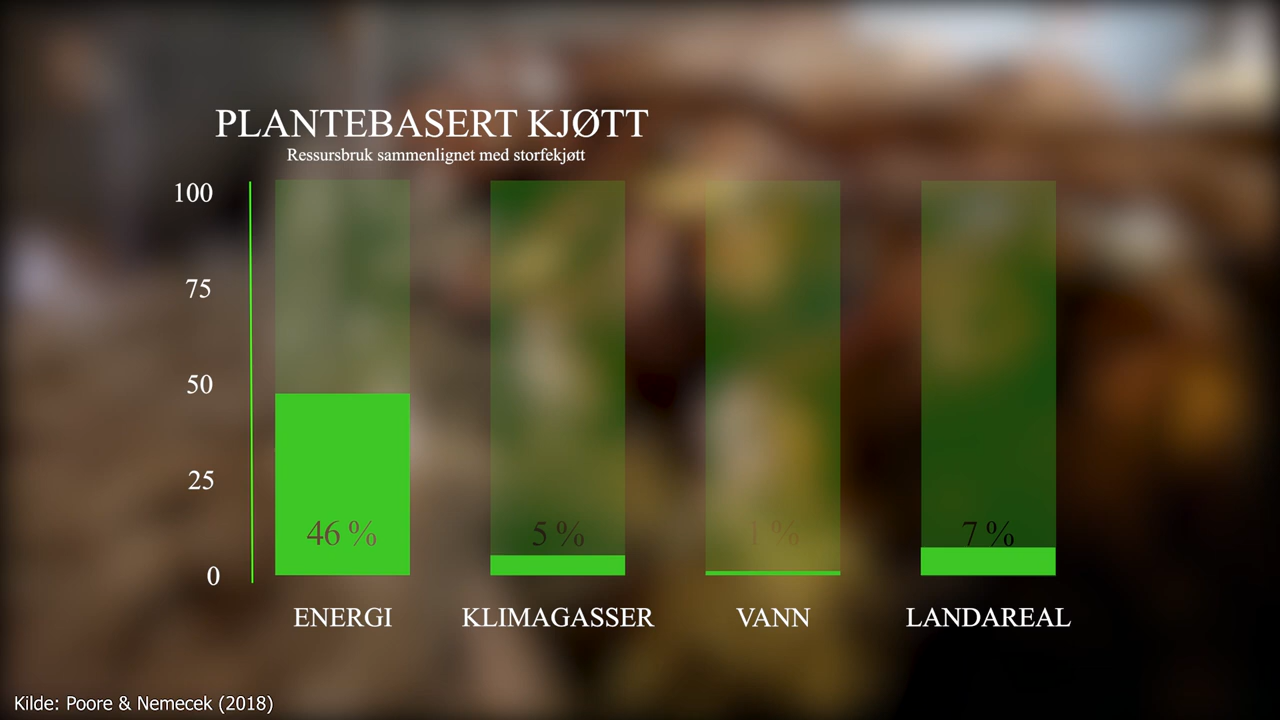 PLANTEBASERT KJØTT
Ressursbruk sammenlignet med storfekjøtt
100
75
50
25
0
46 %
5 %
1 %
7 %
ENERGI
KLIMAGASSER
VANN
LANDAREAL
Kilde: Poore & Nemecek (2018)